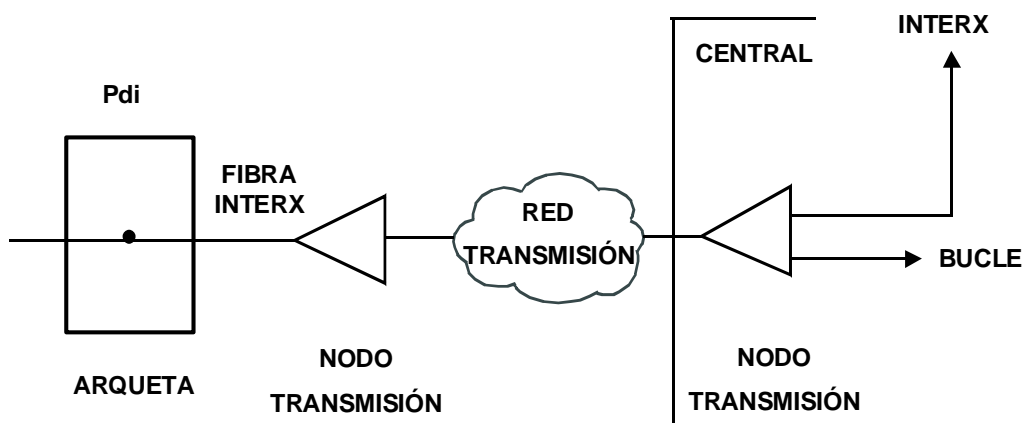 INTERX
CENTRAL
Pdi
FIBRA
INTERX
RED
TRANSMISIÓN
BUCLE
NODO
TRANSMISIÓN
NODO
TRANSMISIÓN
ARQUETA